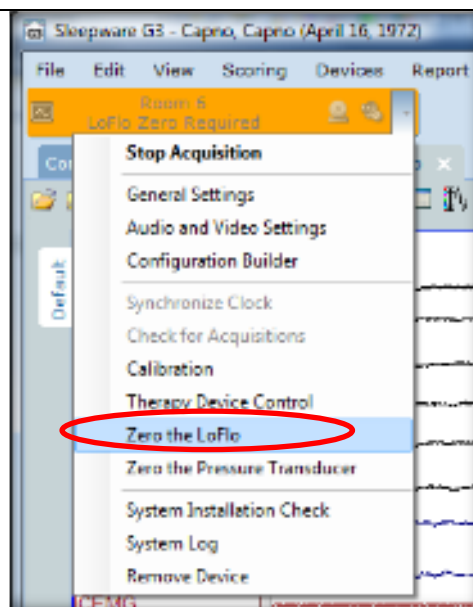 Sleepware G3 - Capno, Capno (April 16, 1972)
File Edit View Scoring Devices Report
Room 6
LoFlo Zero Required
Stop Acquisition
General Settings
Audio and Video Settings
Configuration Builder
Default
Synchronize Clock
Check for Acquisitions
Calibration
Therapy Device Control
Zero the LoFlo
Zero the Pressure Transducer
System Installation Check
System Log
Remove Device
CEMG